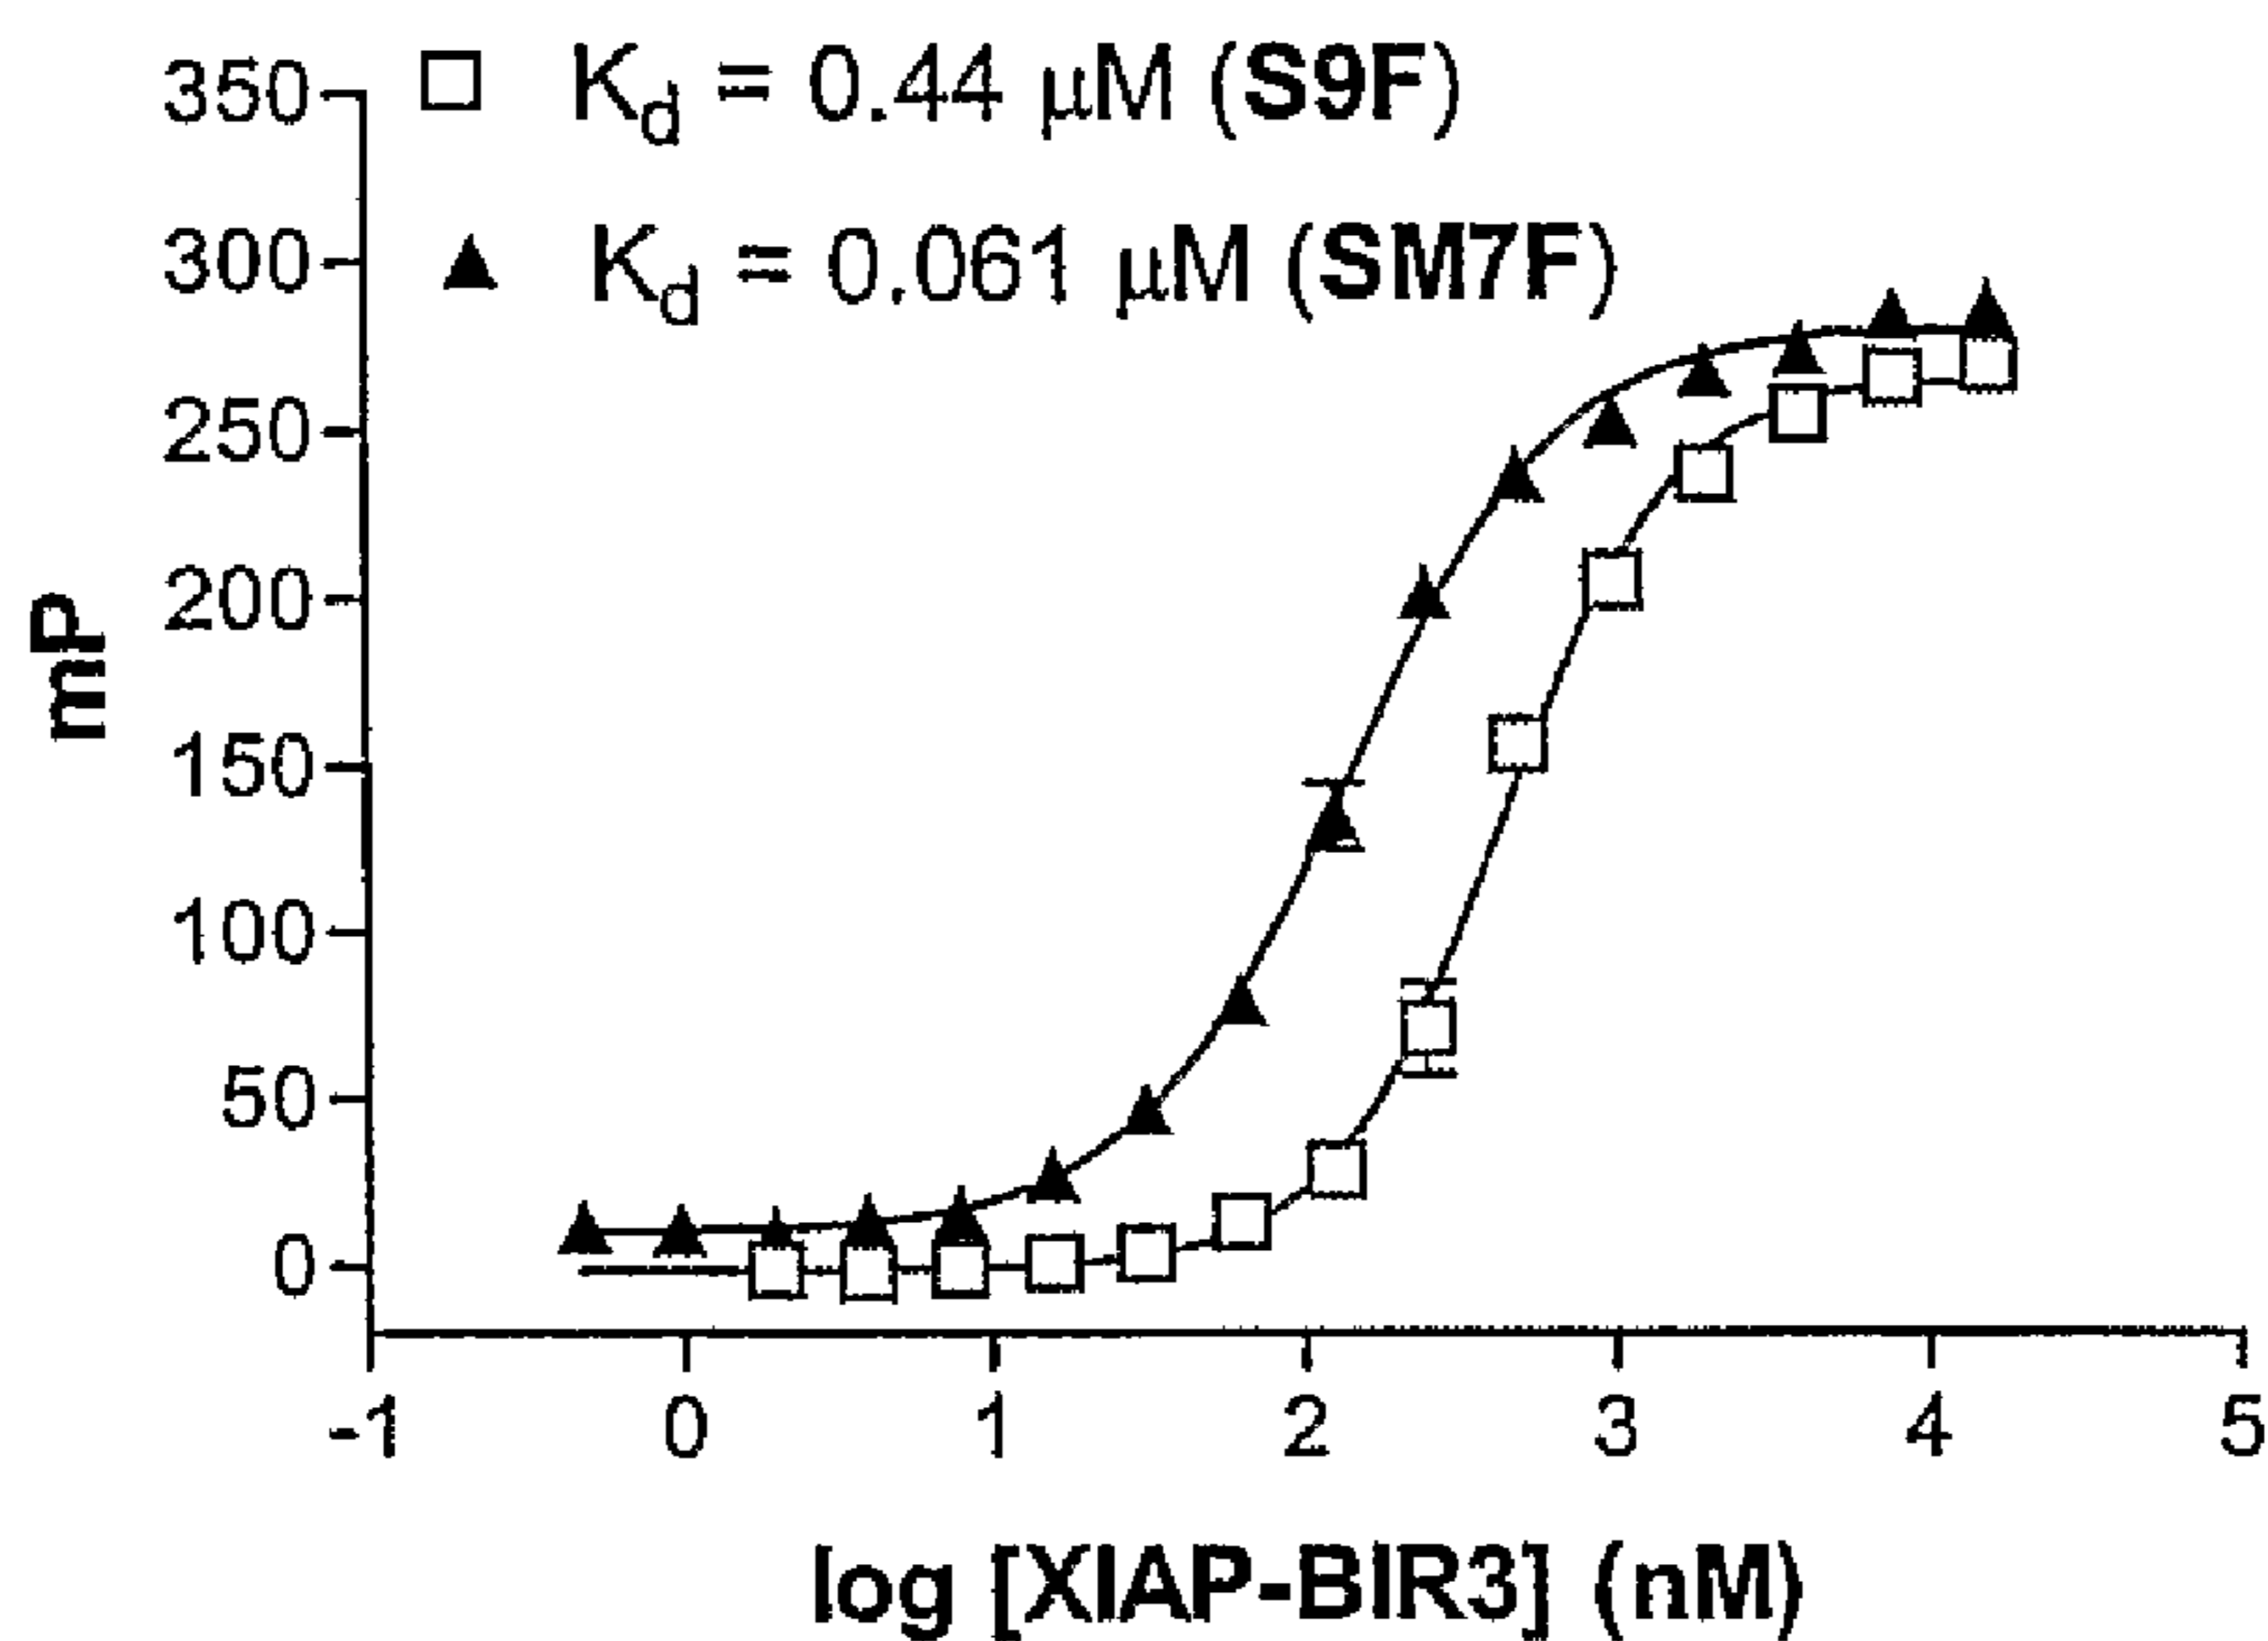 K_d = 0.44 µM (S9F)
K_d = 0.061 µM (SM7F)
350
300
250
200
150
100
50
0
mP
-1 0 1 2 3 4 5
log [XIAP-BIR3] (nM)